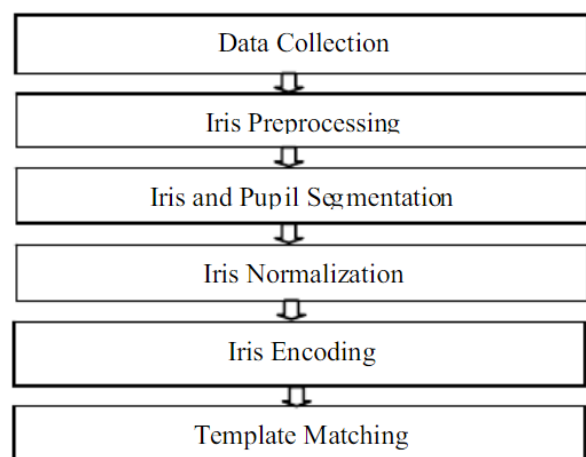 Data Collection
Iris Preprocessing
Iris and Pupil Segmentation
Iris Normalization
Iris Encoding
Template Matching